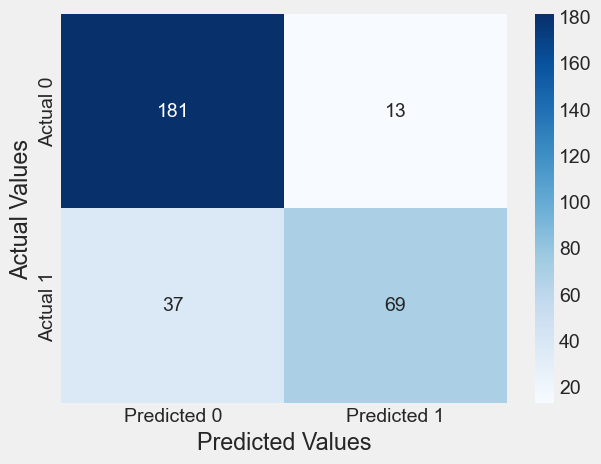 Actual Values
Actual 0
Actual 1
181
13
37
69
Predicted 0
Predicted 1
Predicted Values
180
160
140
120
100
80
60
40
20